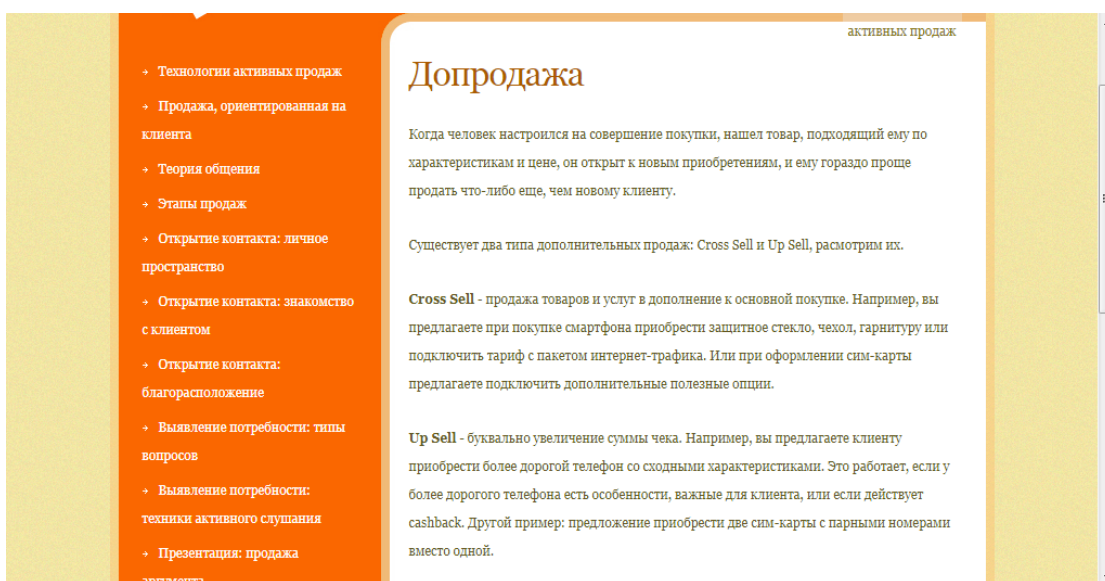 активных продаж
Технологии активных продаж
Продажа, ориентированная на
клиента
Теория общения
Этапы продаж
Открытие контакта: личное
пространство
Открытие контакта: знакомство
с клиентом
Открытие контакта:
благорасположение
Выявление потребности: типы
вопросов
Выявление потребности:
техники активного слушания
Презентация: продажа
Допродажа
Когда человек настроился на совершение покупки, нашел товар, подходящий ему по
характеристикам и цене, он открыт к новым приобретениям, и ему гораздо проще
продать что-либо еще, чем новому клиенту.
Существует два типа дополнительных продаж: Cross Sell и Up Sell, расмотрим их.
Cross Sell - продажа товаров и услуг в дополнение к основной покупке. Например, вы
предлагаете при покупке смартфона приобрести защитное стекло, чехол, гарнитуру или
подключить тариф с пакетом интернет-трафика. Или при оформлении сим-карты
предлагаете подключить дополнительные полезные опции.
Up Sell - буквально увеличение суммы чека. Например, вы предлагаете клиенту
приобрести более дорогой телефон со сходными характеристиками. Это работает, если у
более дорогого телефона есть особенности, важные для клиента, или если действует
cashback. Другой пример: предложение приобрести две сим-карты с парными номерами
вместо одной.